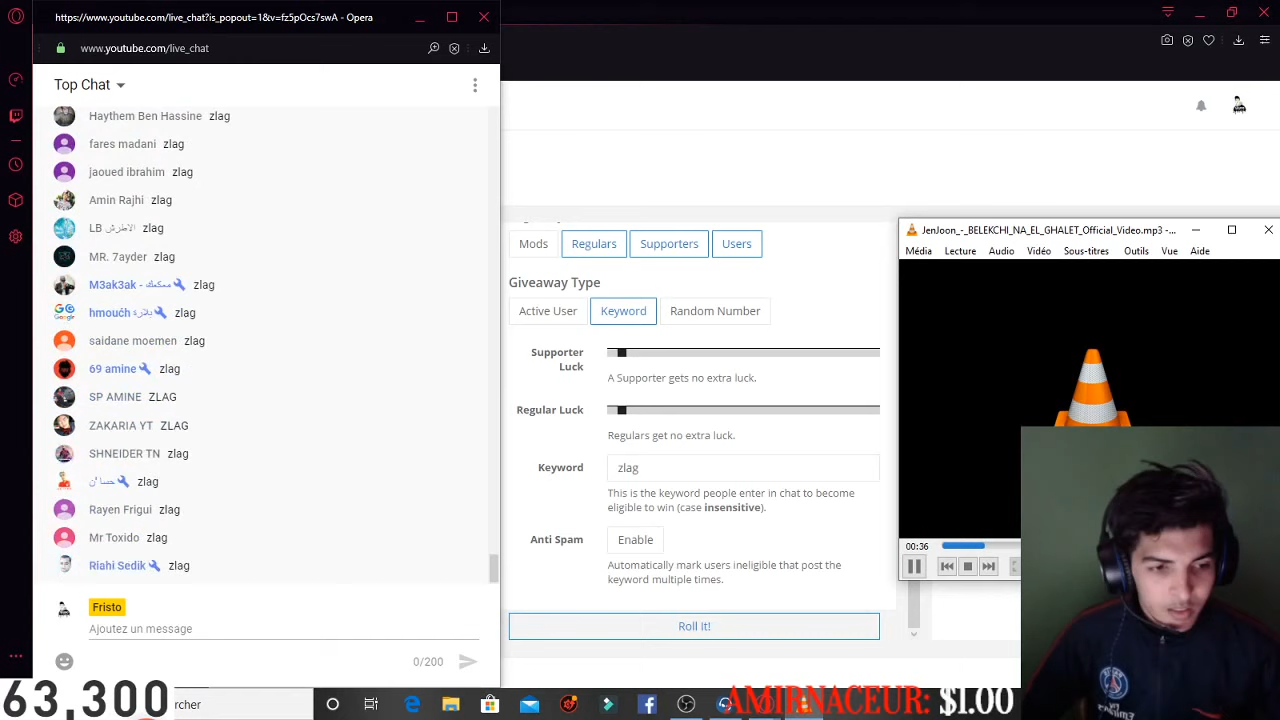 https://www.youtube.com/live_chat?is_popout=1&v=fz5pOcs7swA - Opera
www.youtube.com/live_chat
Top Chat
Haythem Ben Hassine zlag
fares madani zlag
jaoued ibrahim zlag
Amin Rajhi zlag
LB الاطرش zlag
MR. 7ayder zlag
M3ak3ak - معكعك zlag
hmoućh بلارة zlag
saidane moemen zlag
69 amine zlag
SP AMINE ZLAG
ZAKARIA YT ZLAG
SHNEIDER TN zlag
zlag
Rayen Frigui zlag
Mr Toxido zlag
Riahi Sedik zlag
Fristo
Ajoutez un message
0/200
Mods Regulars Supporters Users
Giveaway Type
Active User Keyword Random Number
Supporter Luck
A Supporter gets no extra luck.
Regular Luck
Regulars get no extra luck.
Keyword zlag
This is the keyword people enter in chat to become
eligible to win (case insensitive).
Anti Spam Enable
Automatically mark users ineligible that post the
keyword multiple times.
Roll It!
JenJoon_-_BELEKCHI_NA_EL_GHALET_Official_Video.mp3 -...
Média Lecture Audio Vidéo Sous-titres Outils Vue Aide
00:36
PARIS
63,300
rcher
AMIRNACEUR: $1.00